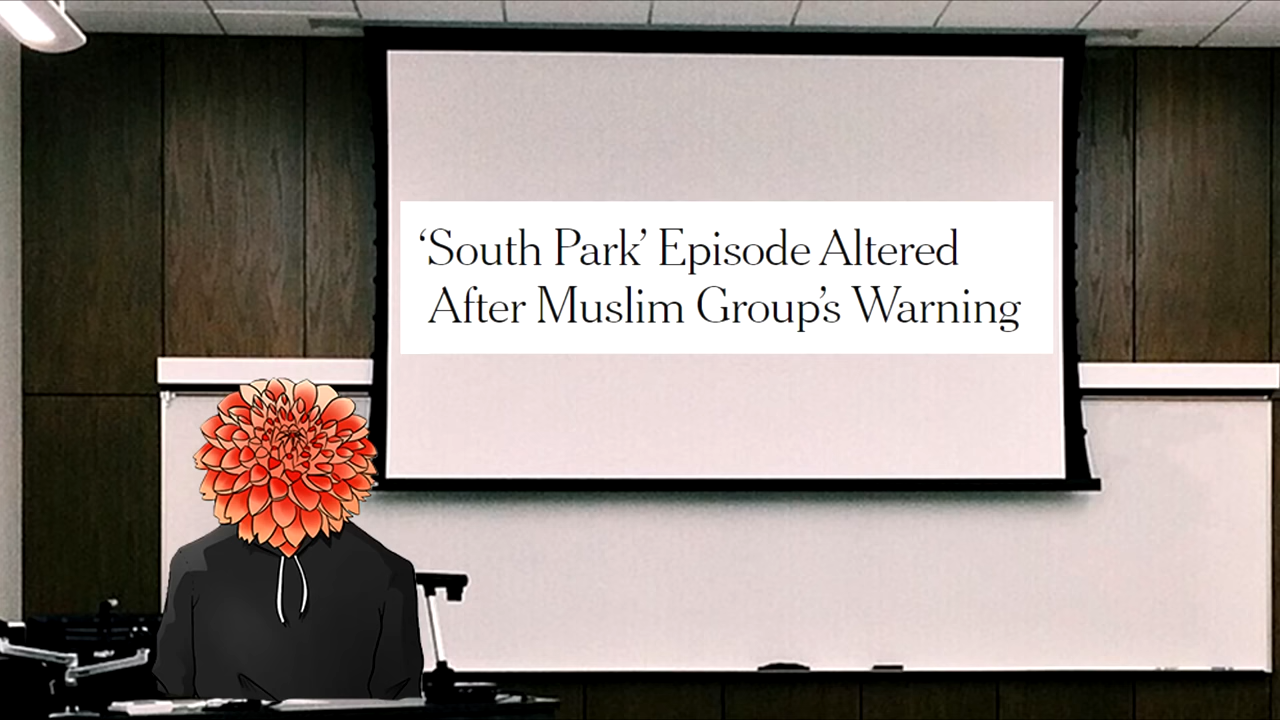 ‘South Park’ Episode Altered
After Muslim Group’s Warning